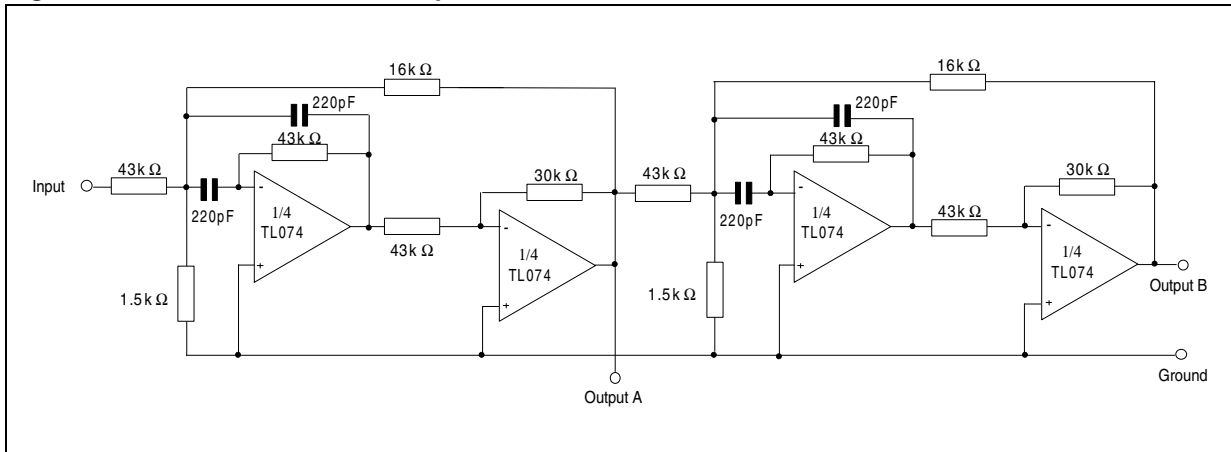 16k Ω
16k Ω
220pF
220pF
43k Ω
43k Ω
43k Ω
30k Ω
43k Ω
30k Ω
Input
-
-
220pF
1/4
TL074
-
220pF
1/4
TL074
43k Ω
-
43k Ω
1/4
TL074
1/4
TL074
+
+
1.5k Ω
+
1.5k Ω
+
Output B
Output A
Ground